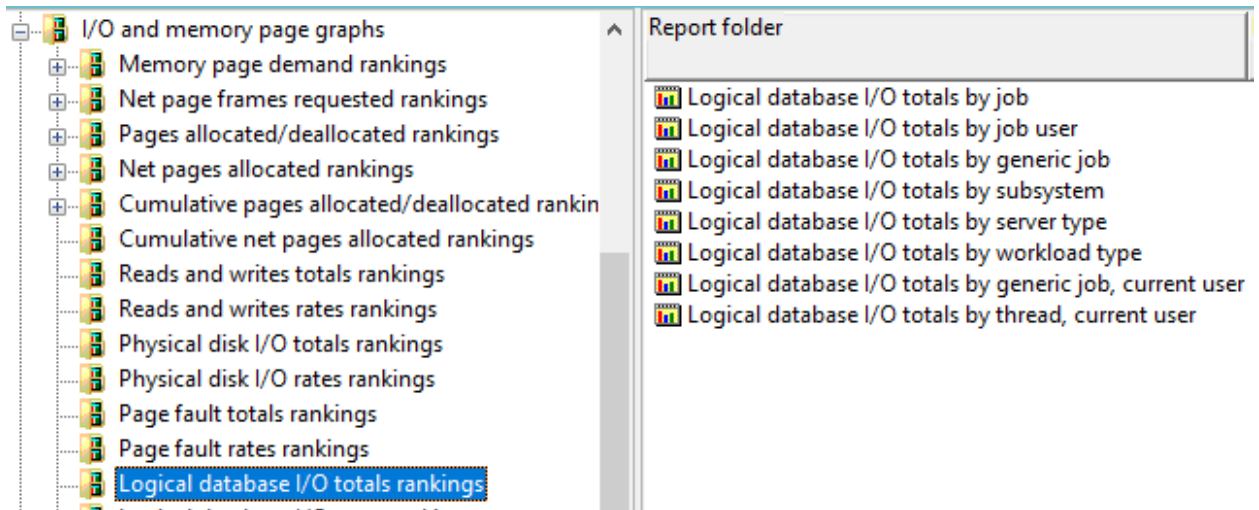 I/O and memory page graphs
Memory page demand rankings
Net page frames requested rankings
Pages allocated/deallocated rankings
Net pages allocated rankings
Cumulative pages allocated/deallocated rankin
Cumulative net pages allocated rankings
Reads and writes totals rankings
Reads and writes rates rankings
Physical disk I/O totals rankings
Physical disk I/O rates rankings
Page fault totals rankings
Page fault rates rankings
Logical database I/O totals rankings
Report folder
Logical database I/O totals by job
Logical database I/O totals by job user
Logical database I/O totals by generic job
Logical database I/O totals by subsystem
Logical database I/O totals by server type
Logical database I/O totals by workload type
Logical database I/O totals by generic job, current user
Logical database I/O totals by thread, current user